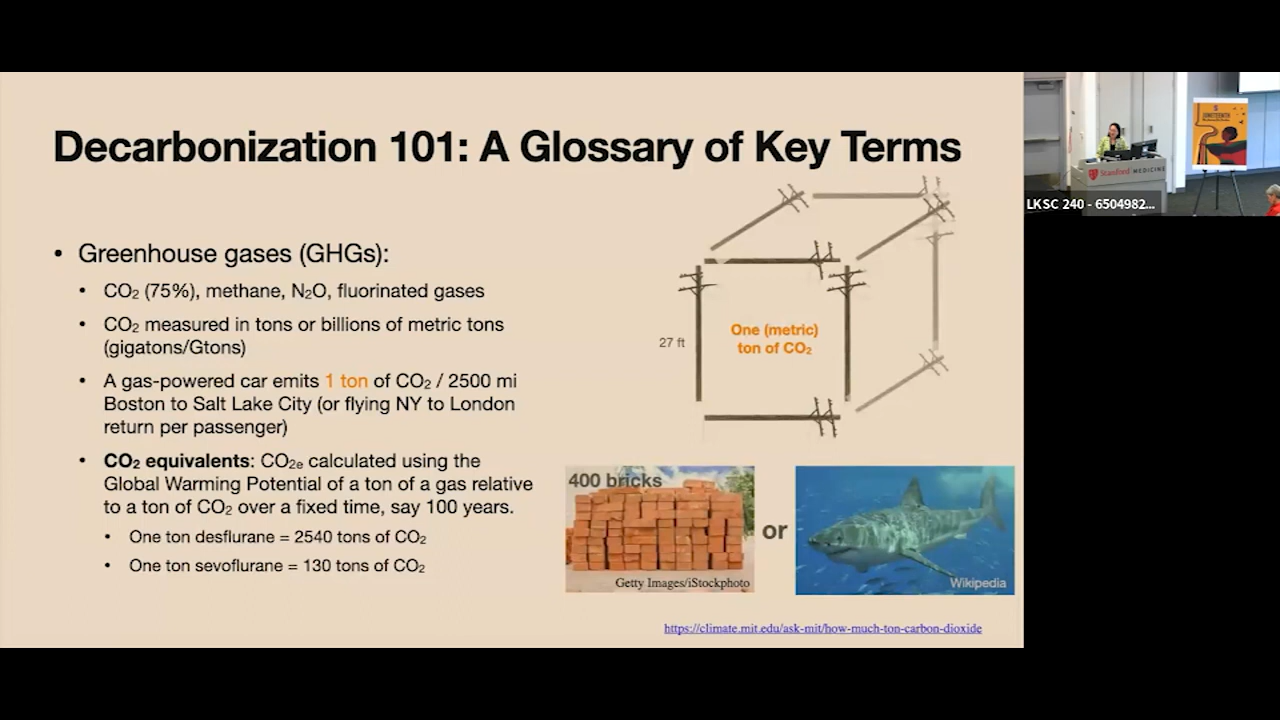 Decarbonization 101: A Glossary of Key Terms
• Greenhouse gases (GHGs):
• CO₂ (75%), methane, N₂O, fluorinated gases
• CO₂ measured in tons or billions of metric tons
(gigatons/Gtons)
• A gas-powered car emits 1 ton of CO₂ / 2500 mi
Boston to Salt Lake City (or flying NY to London
return per passenger)
• CO₂ equivalents: CO₂e calculated using the
Global Warming Potential of a ton of a gas relative
to a ton of CO₂ over a fixed time, say 100 years.
• One ton desflurane = 2540 tons of CO₂
• One ton sevoflurane = 130 tons of CO₂
27 ft
One (metric)
ton of CO₂
400 bricks
Getty Images/iStockphoto
or
Wikipedia
https://climate.mit.edu/ask-mit/how-much-ton-carbon-dioxide
JUNETEENTH
Stanford MEDICINE
LKSC 240 - 6504982...